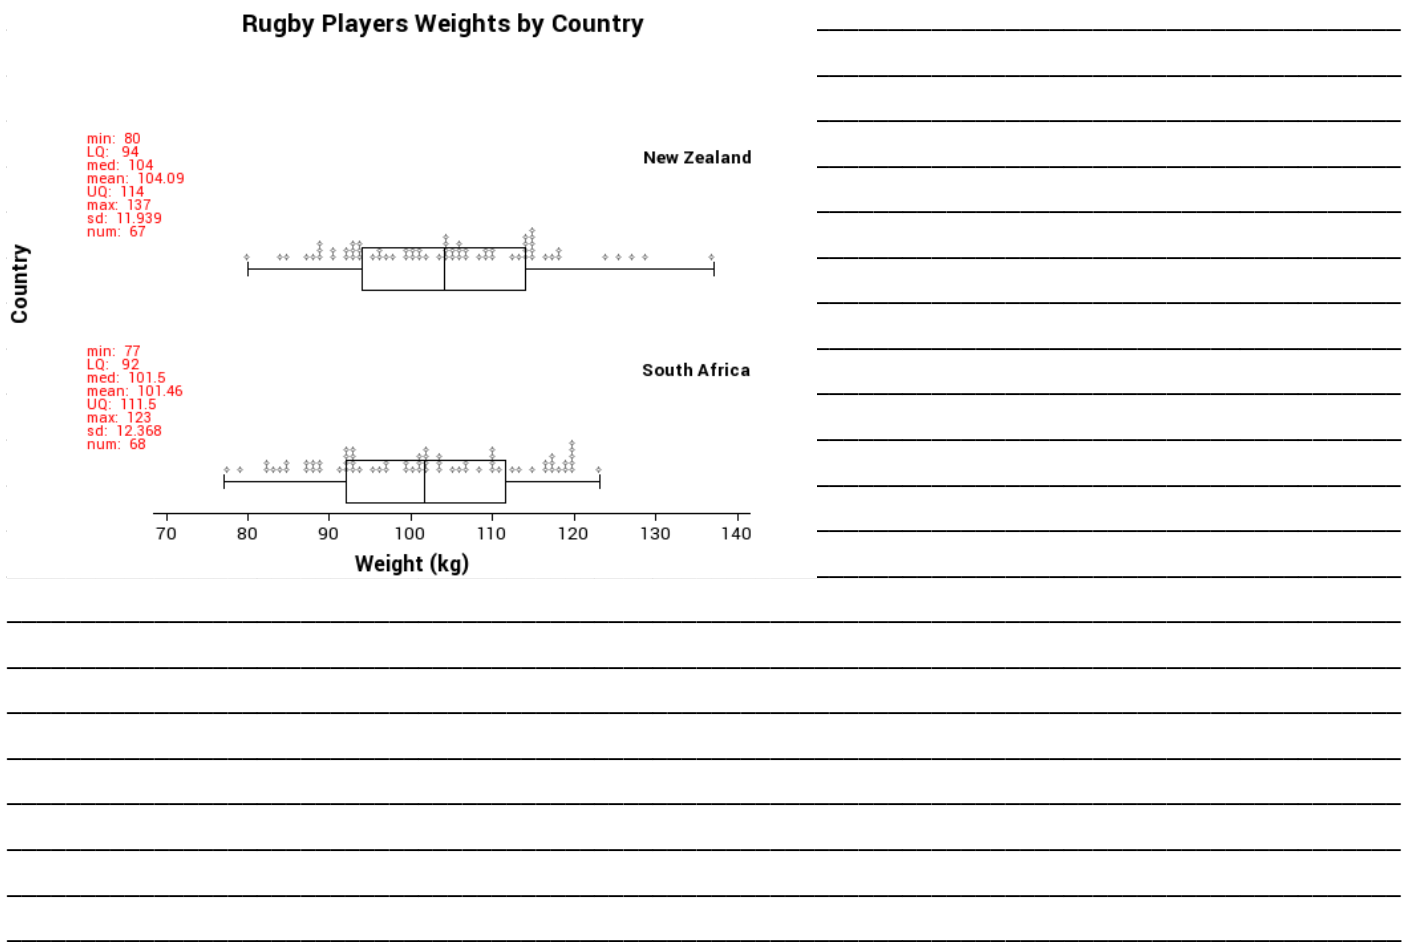 Rugby Players Weights by Country
min: 80
LQ: 94
med: 104
mean: 104.09
UQ: 114
max: 137
sd: 11.939
num: 67
New Zealand
Country
min: 77
LQ: 92
med: 101.5
mean: 101.46
UQ: 111.5
max: 123
sd: 12.368
num: 68
South Africa
70 80 90 100 110 120 130 140
Weight (kg)